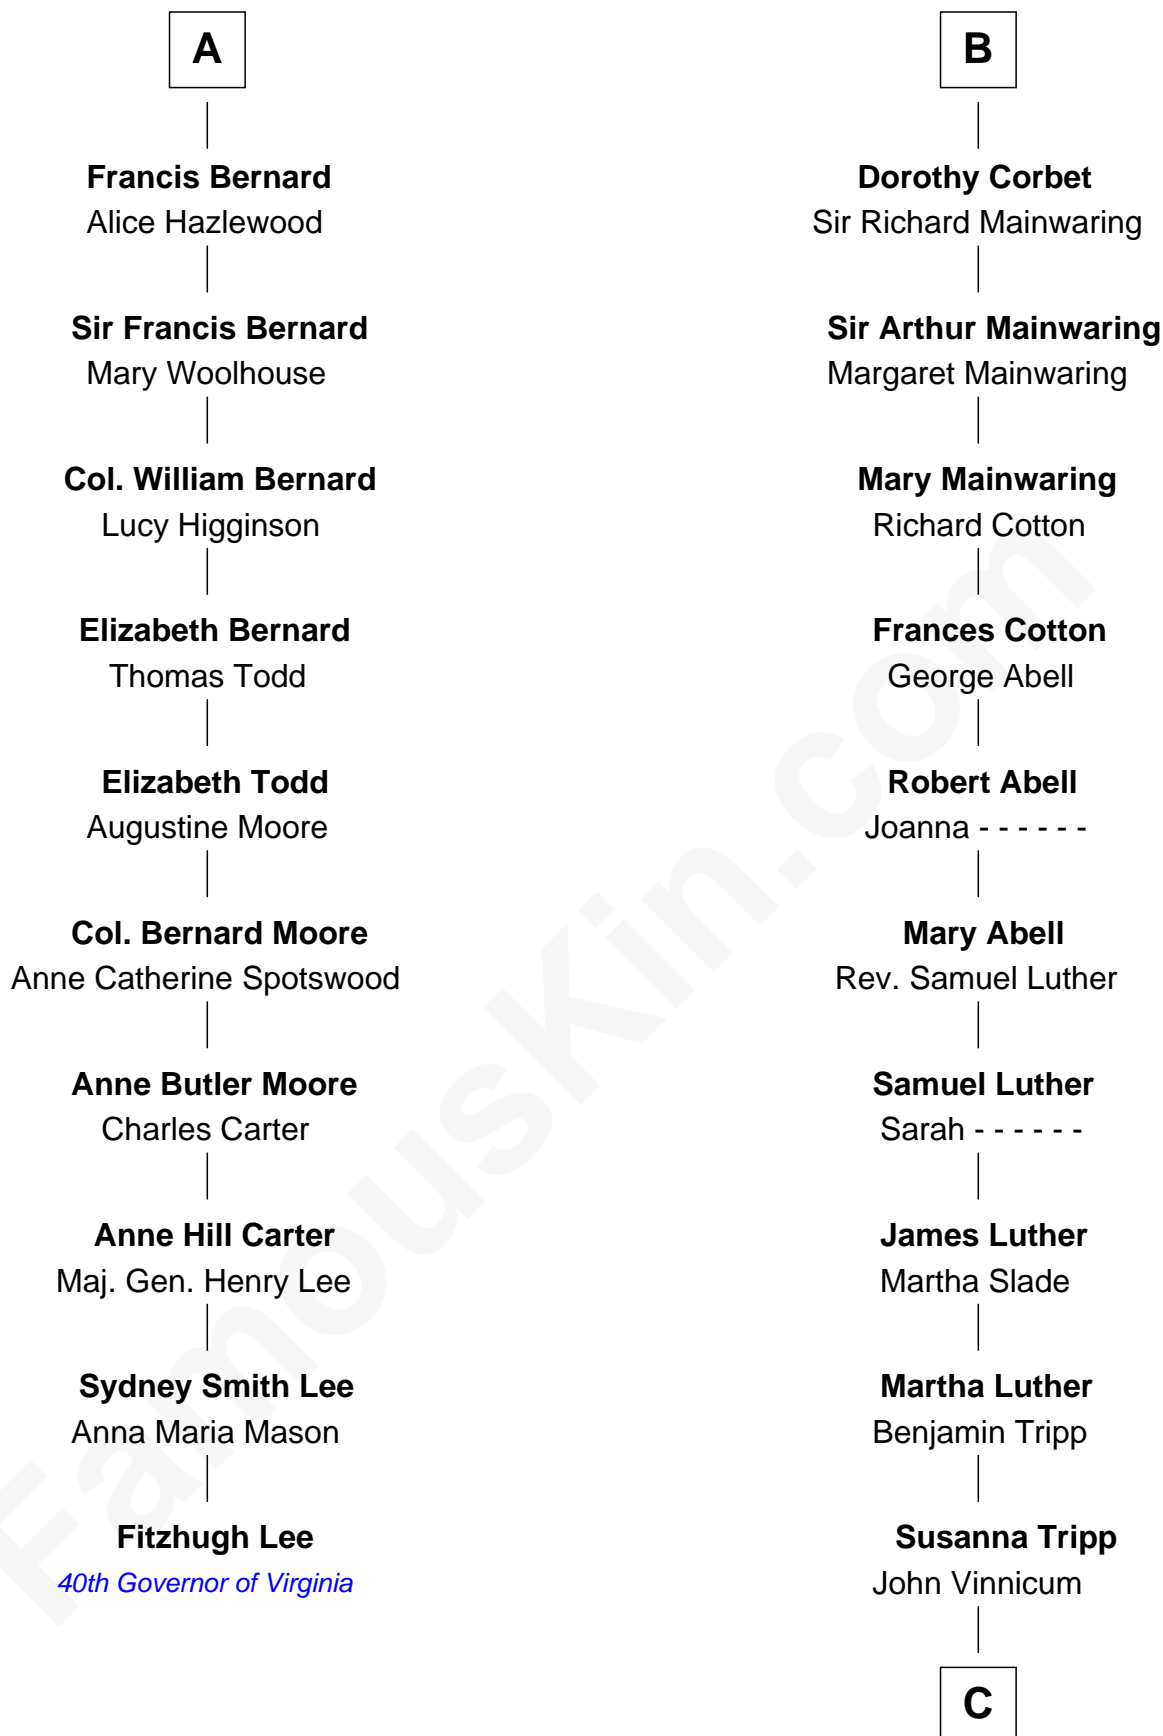 A
Francis Bernard
Alice Hazlewood
Sir Francis Bernard
Mary Woolhouse
Col. William Bernard
Lucy Higginson
Elizabeth Bernard
Thomas Todd
Elizabeth Todd
Augustine Moore
Col. Bernard Moore
Anne Catherine Spotswood
Anne Butler Moore
Charles Carter
Anne Hill Carter
Maj. Gen. Henry Lee
Sydney Smith Lee
Anna Maria Mason
Fitzhugh Lee
40th Governor of Virginia
B
Dorothy Corbet
Sir Richard Mainwaring
Sir Arthur Mainwaring
Margaret Mainwaring
Mary Mainwaring
Richard Cotton
Frances Cotton
George Abell
Robert Abell
Joanna - - - - - -
Mary Abell
Rev. Samuel Luther
Samuel Luther
Sarah - - - - - -
James Luther
Martha Slade
Martha Luther
Benjamin Tripp
Susanna Tripp
John Vinnicum
C
FamousKin.com